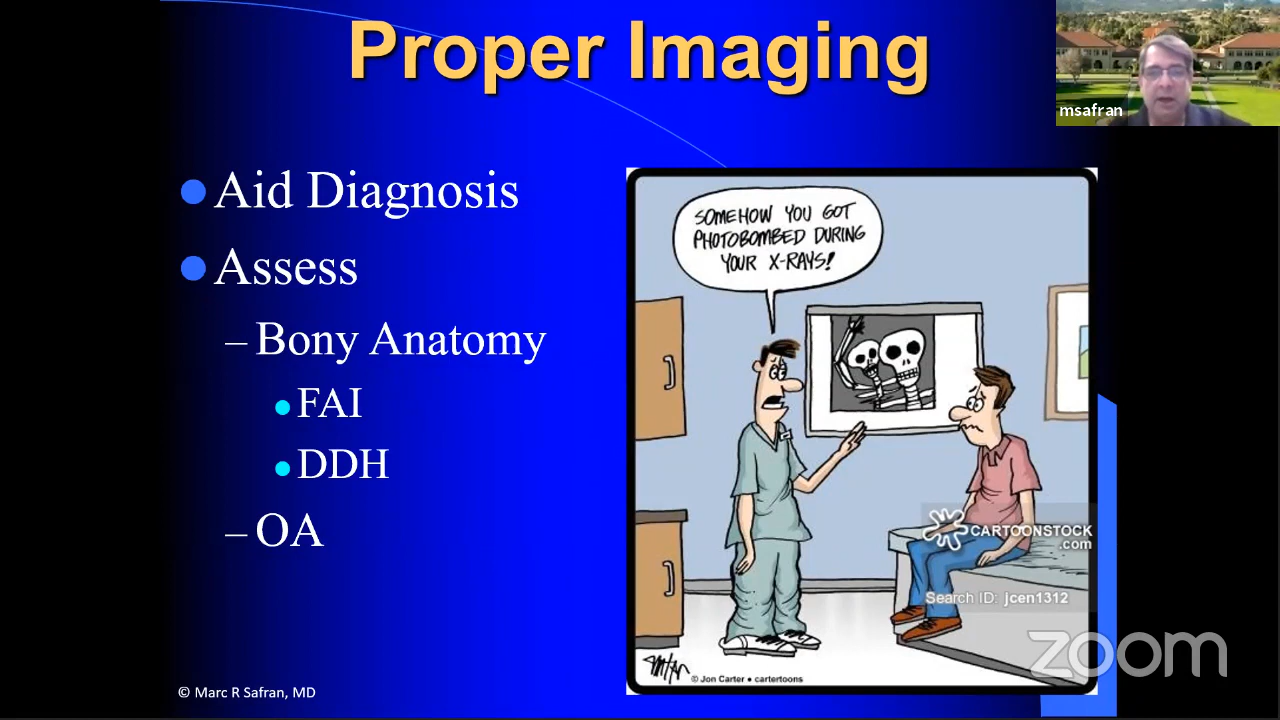 Proper Imaging
msafran
Aid Diagnosis
Assess
– Bony Anatomy
FAI
DDH
– OA
SOMEHOW YOU GOT
PHOTOBOMBED DURING
YOUR X-RAYS!
CARTOONSTOCK
.com
Search ID: jcen1312
© Jon Carter • cartertoons
zoom
© Marc R Safran, MD